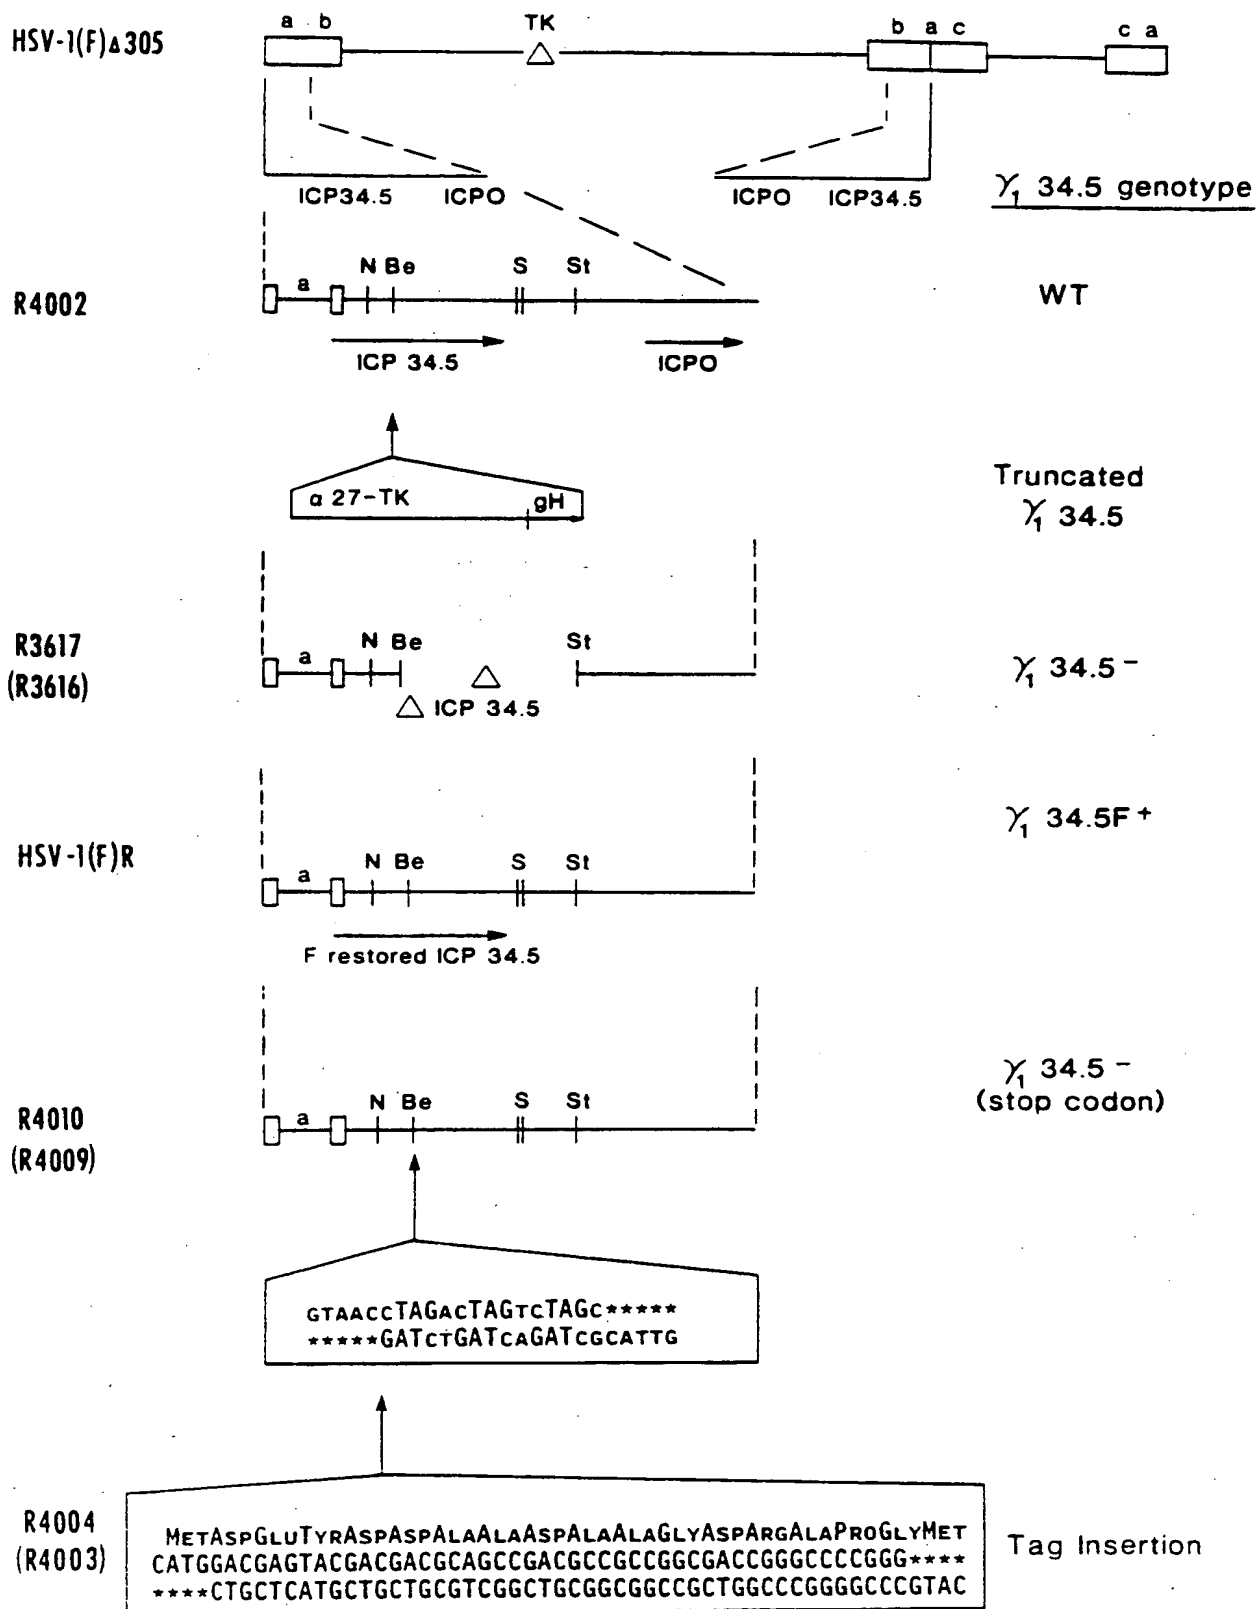 HSV-1(F)Δ305
a b TK b a c c a
ICP34.5 ICPO ICPO ICP34.5
γ1 34.5 genotype
R4002
a N Be S St
WT
ICP 34.5 ICPO
α 27-TK gH
Truncated
γ1 34.5
R3617
(R3616)
a N Be St
γ1 34.5-
Δ ICP 34.5
HSV-1(F)R
a N Be S St
γ1 34.5F+
F restored ICP 34.5
R4010
(R4009)
a N Be S St
γ1 34.5-
(stop codon)
GTAACCTAGACTAGTCTAGC*****
*****GATCTGATCAGATCGCATTG
R4004
(R4003)
METASPGLUTYRASPASPALAALAASPALAALAGLYASPARGALAPROGLYMET
CATGGACGAGTACGACGACGCAGCCGACGCCGCCGGCGACCGGGCCCCGGG****
****CTGCTCATGCTGCTGCGTCGGCTGCGGCGGCCGCTGGCCCGGGGCCCGTAC
Tag Insertion